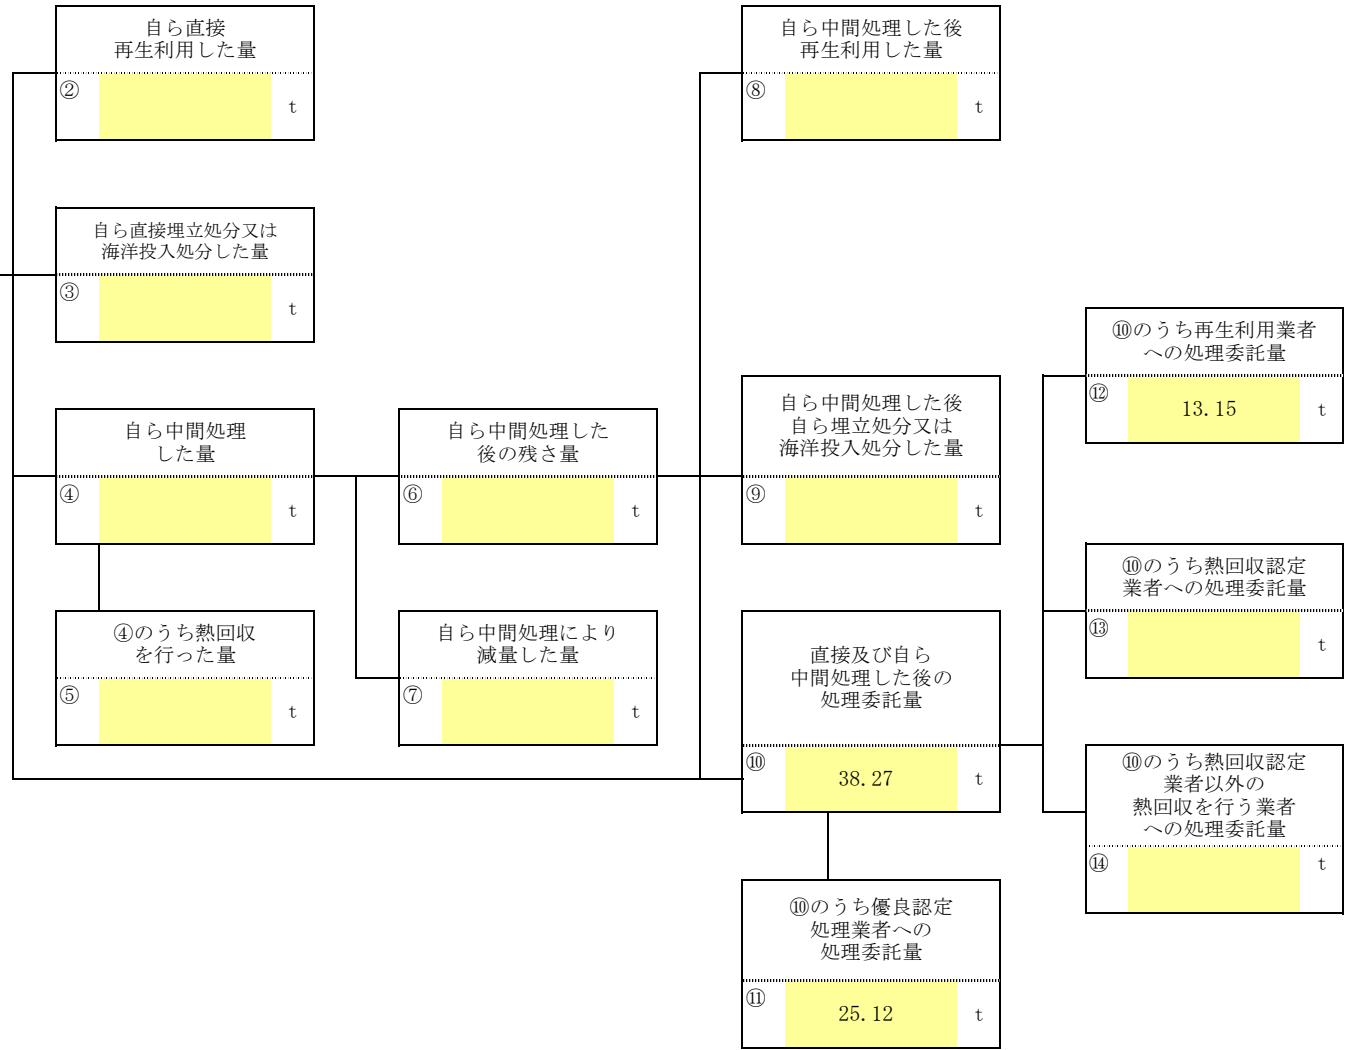 自ら直接
再生利用した量
②
t
自ら直接埋立処分又は
海洋投入処分した量
③
t
自ら中間処理
した量
④
t
④のうち熱回収
を行った量
⑤
t
自ら中間処理した
後の残さ量
⑥
t
自ら中間処理により
減量した量
⑦
t
自ら中間処理した後
再生利用した量
⑧
t
自ら中間処理した後
自ら埋立処分又は
海洋投入処分した量
⑨
t
直接及び自ら
中間処理した後の
処理委託量
⑩ 38.27 t
⑩のうち優良認定
処理業者への
処理委託量
⑪ 25.12 t
⑩のうち再生利用業者
への処理委託量
⑫ 13.15 t
⑩のうち熱回収認定
業者への処理委託量
⑬
t
⑩のうち熱回収認定
業者以外の
熱回収を行う業者
への処理委託量
⑭
t